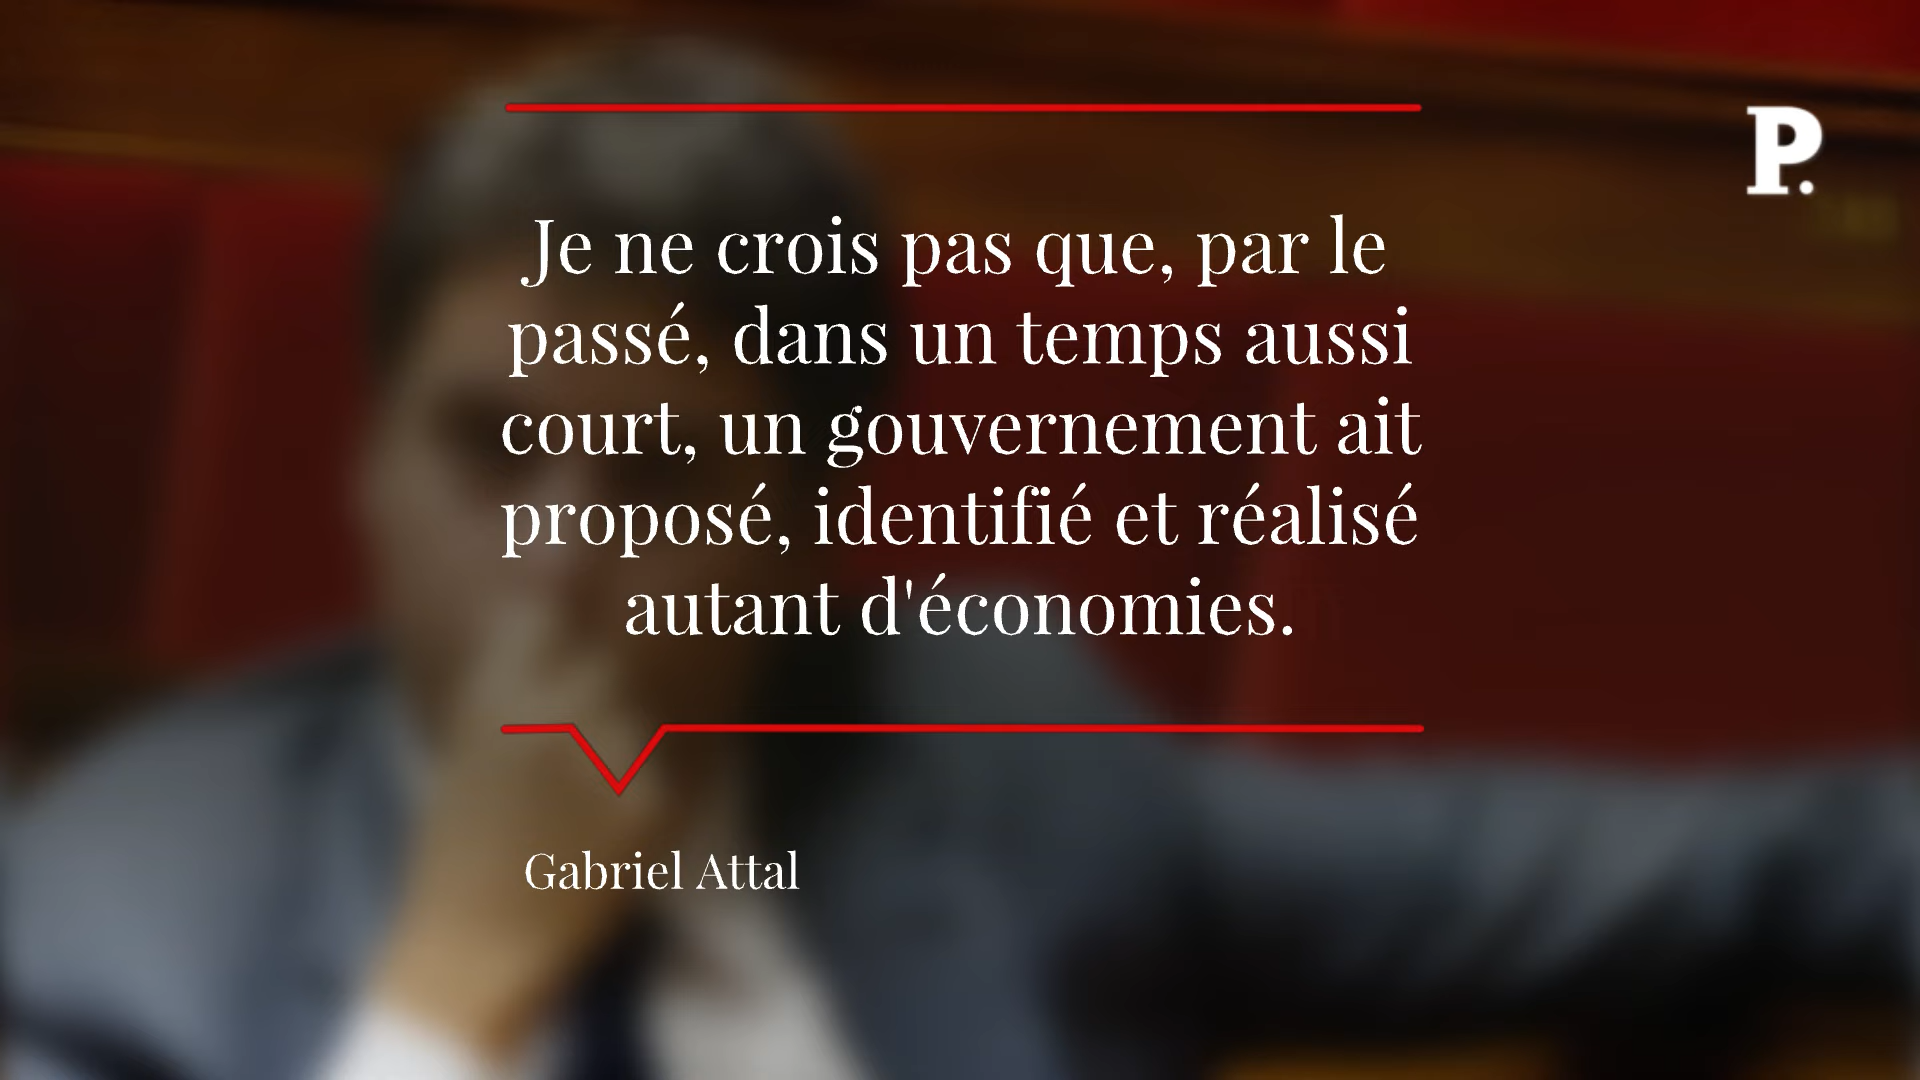 P.
Je ne crois pas que, par le
passé, dans un temps aussi
court, un gouvernement ait
proposé, identifié et réalisé
autant d'économies.
Gabriel Attal